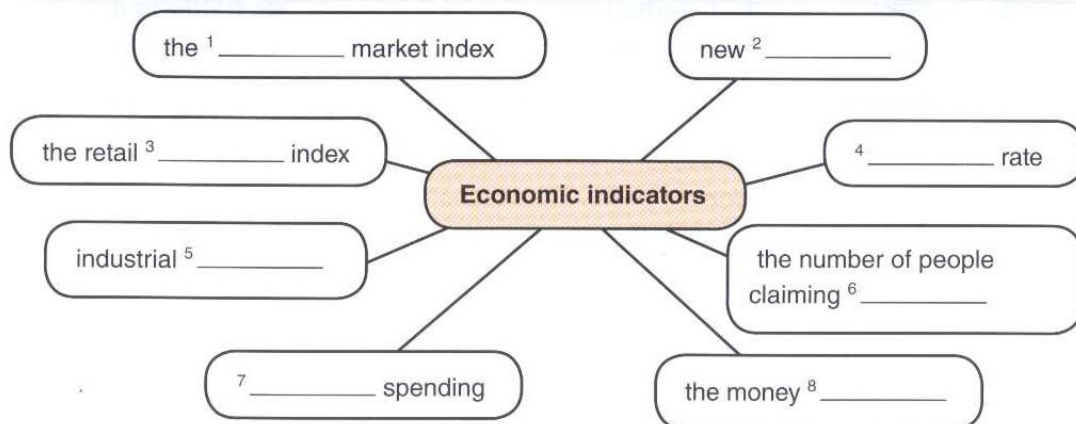 the 1 __________ market index
new 2 __________
the retail 3 __________ index
4 __________ rate
Economic indicators
industrial 5 __________
the number of people
claiming 6 __________
7 __________ spending
the money 8 __________